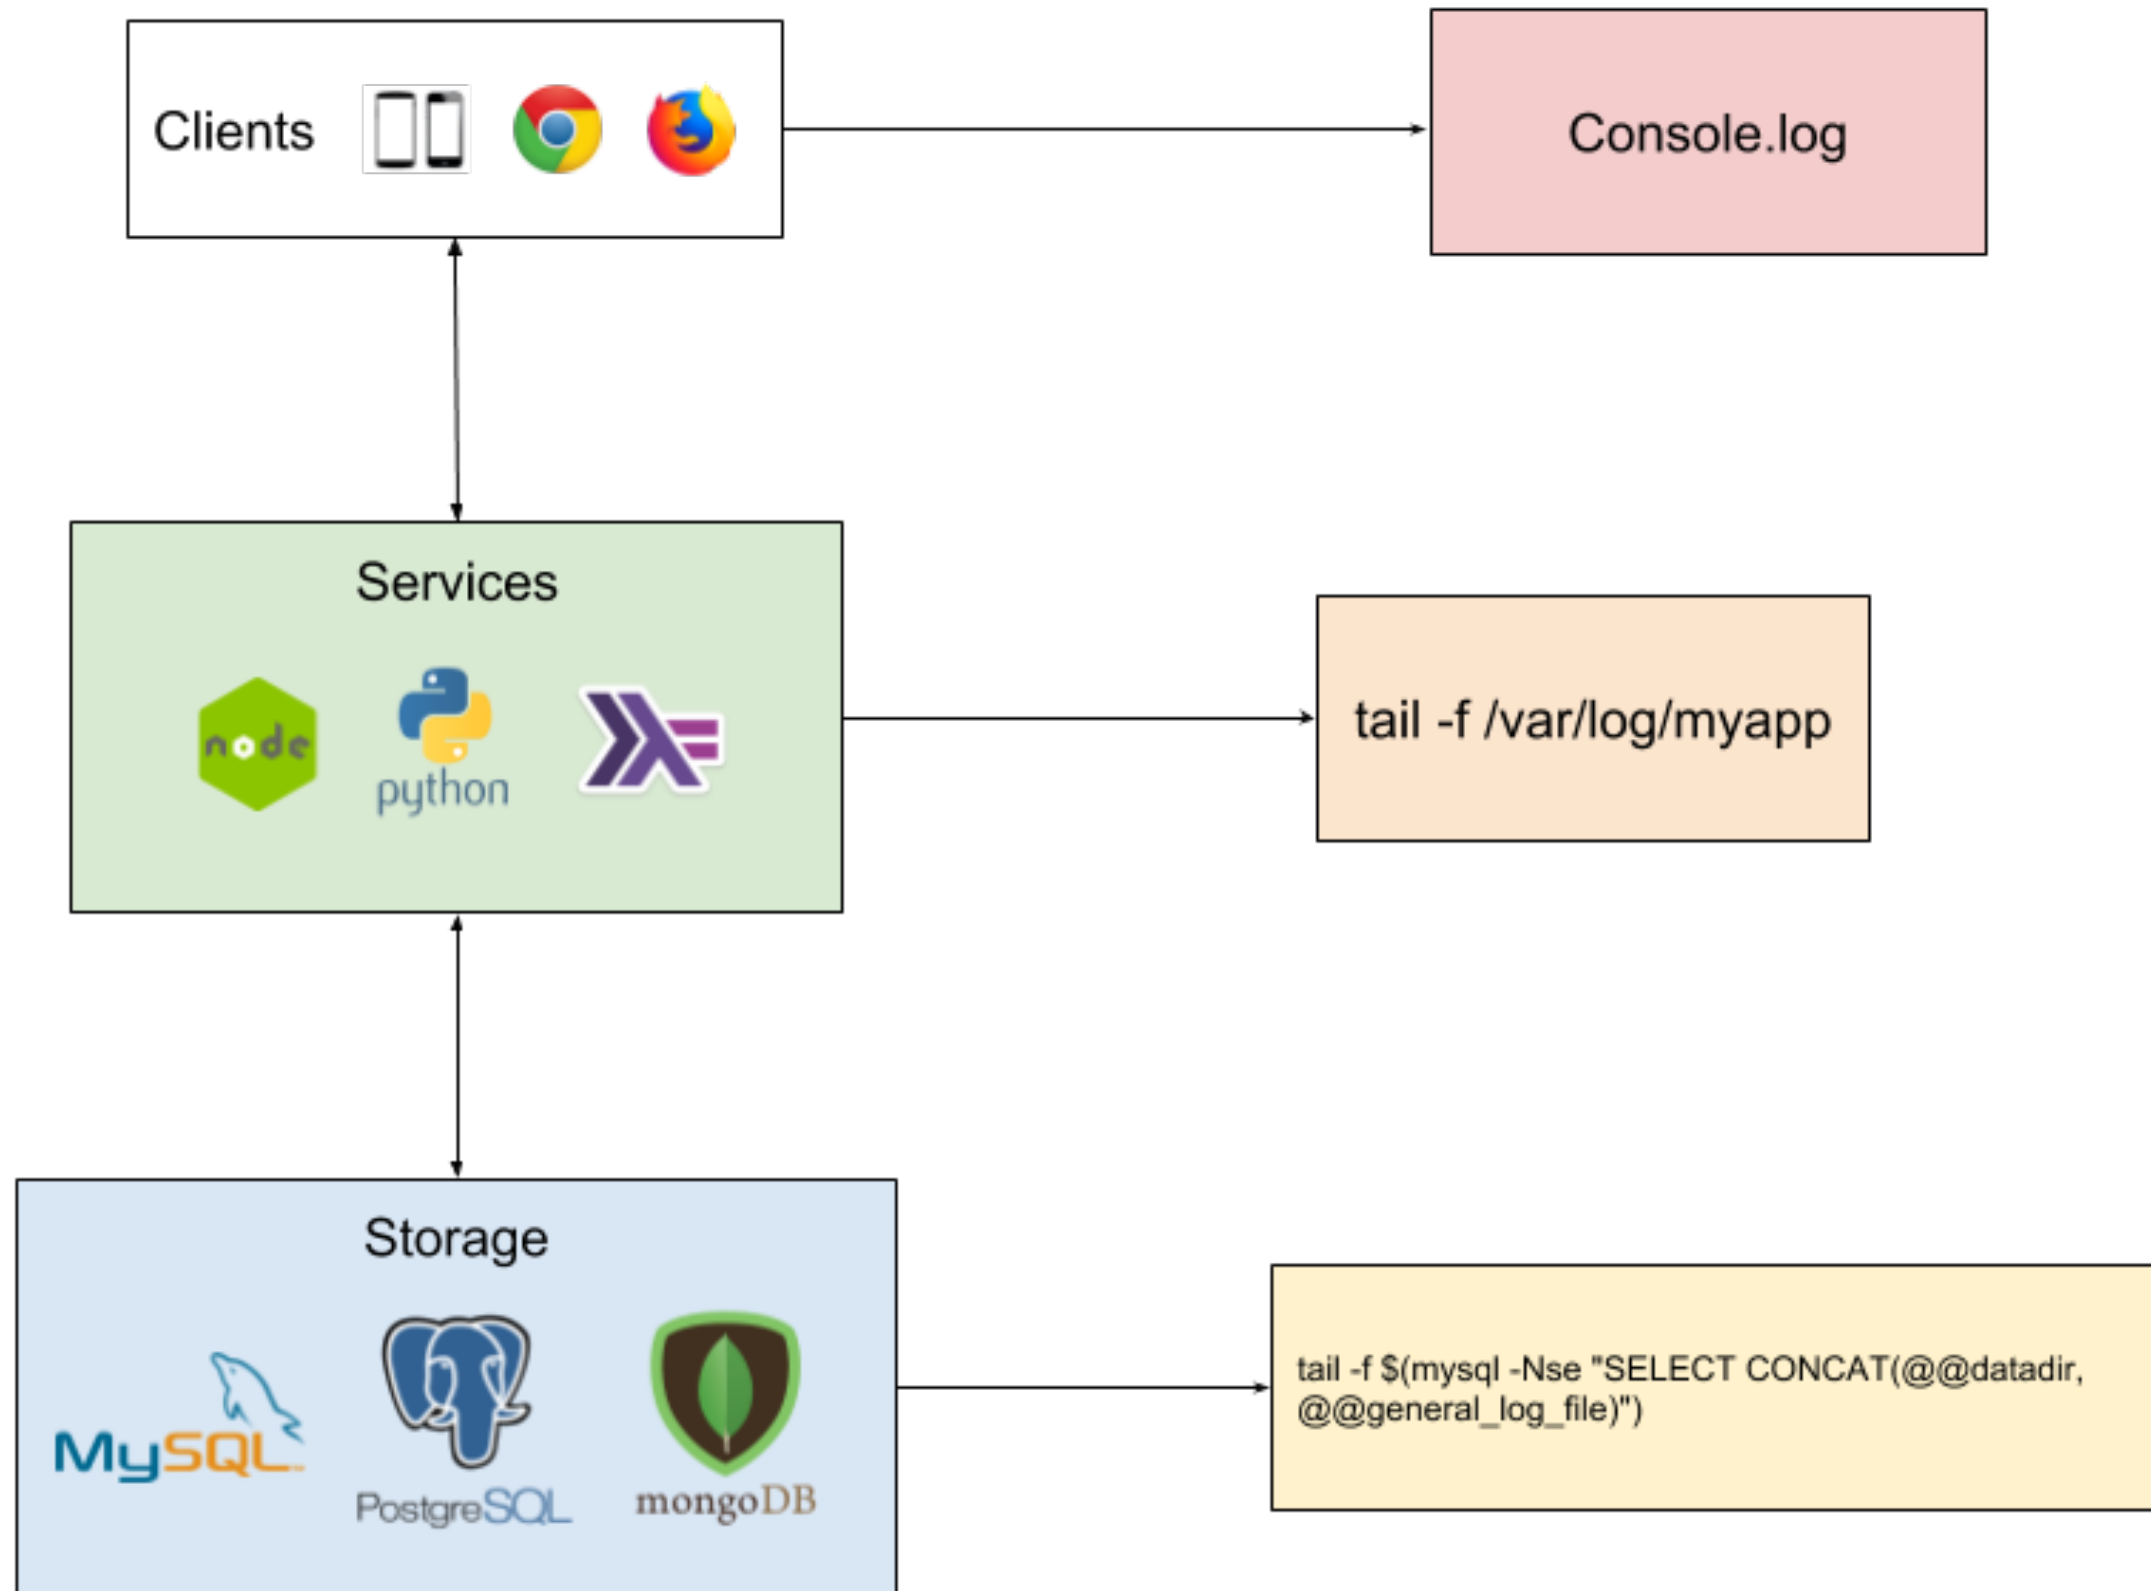 Clients
Console.log
Services
node
python
tail -f /var/log/myapp
Storage
MySQL
PostgreSQL
mongoDB
tail -f $(mysql -Nse "SELECT CONCAT(@@datadir,
@@general_log_file)")